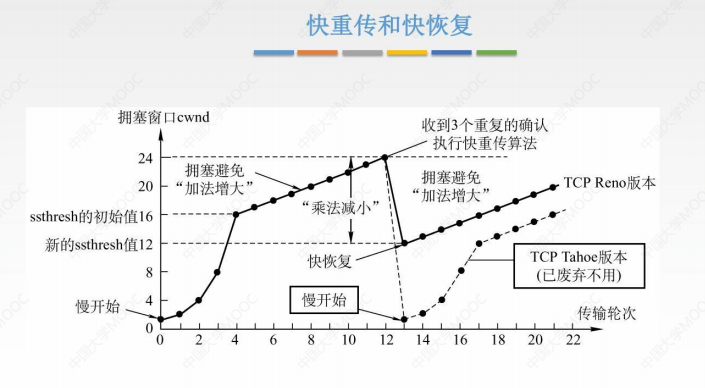 快重传和快恢复
拥塞窗口cwnd
收到3个重复的确认
执行快重传算法
24
拥塞避免
“加法增大”
拥塞避免
“加法增大”
20
TCP Reno版本
ssthresh的初始值16
“乘法减小”
新的ssthresh值12
快恢复
TCP Tahoe版本
(已废弃不用)
8
4
慢开始
慢开始
传输轮次
0
0 2 4 6 8 10 12 14 16 18 20 22
中国大学MOOC